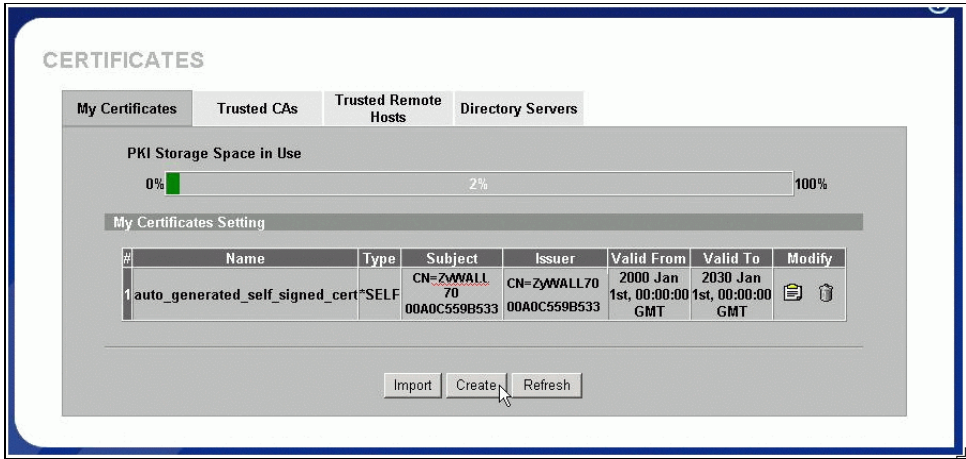 CERTIFICATES
My Certificates
Trusted CAs
Trusted Remote
Hosts
Directory Servers
PKI Storage Space in Use
0%
2%
100%
My Certificates Setting
# Name Type Subject Issuer Valid From Valid To Modify
1 auto_generated_self_signed_cert *SELF
CN=ZyWALL
70
00A0C559B533
CN=ZyWALL70
00A0C559B533
2000 Jan
1st, 00:00:00
GMT
2030 Jan
1st, 00:00:00
GMT
Import Create Refresh